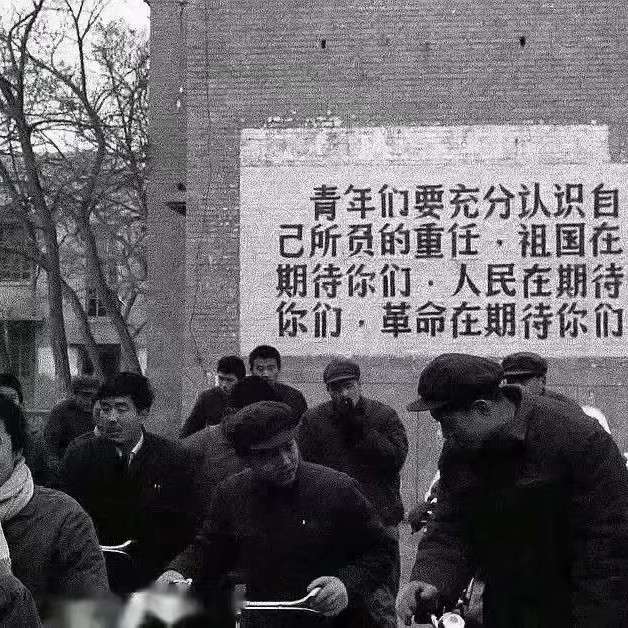 青年们要充分认识自
己所员的重任，祖国在
期待你们，人民在期待
你们，革命在期待你们